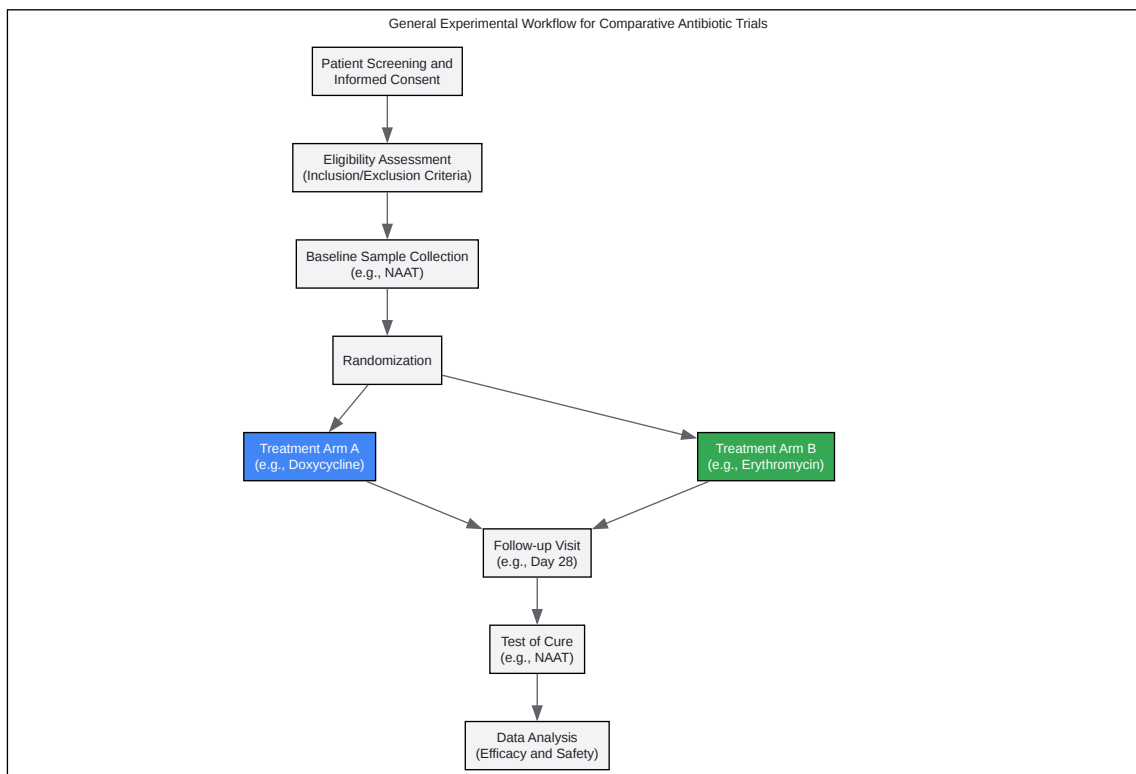 General Experimental Workflow for Comparative Antibiotic Trials
Patient Screening and
Informed Consent
Eligibility Assessment
(Inclusion/Exclusion Criteria)
Baseline Sample Collection
(e.g., NAAT)
Randomization
Treatment Arm A
(e.g., Doxycycline)
Treatment Arm B
(e.g., Erythromycin)
Follow-up Visit
(e.g., Day 28)
Test of Cure
(e.g., NAAT)
Data Analysis
(Efficacy and Safety)